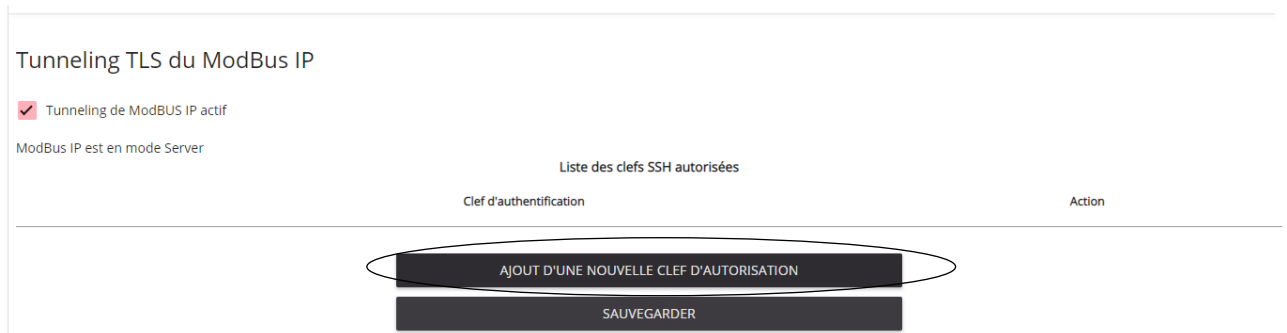 Tunneling TLS du ModBus IP
Tunneling de ModBUS IP actif
ModBus IP est en mode Server
Liste des clefs SSH autorisées
Clef d'authentification Action
AJOUT D'UNE NOUVELLE CLEF D'AUTORISATION
SAUVEGARDER